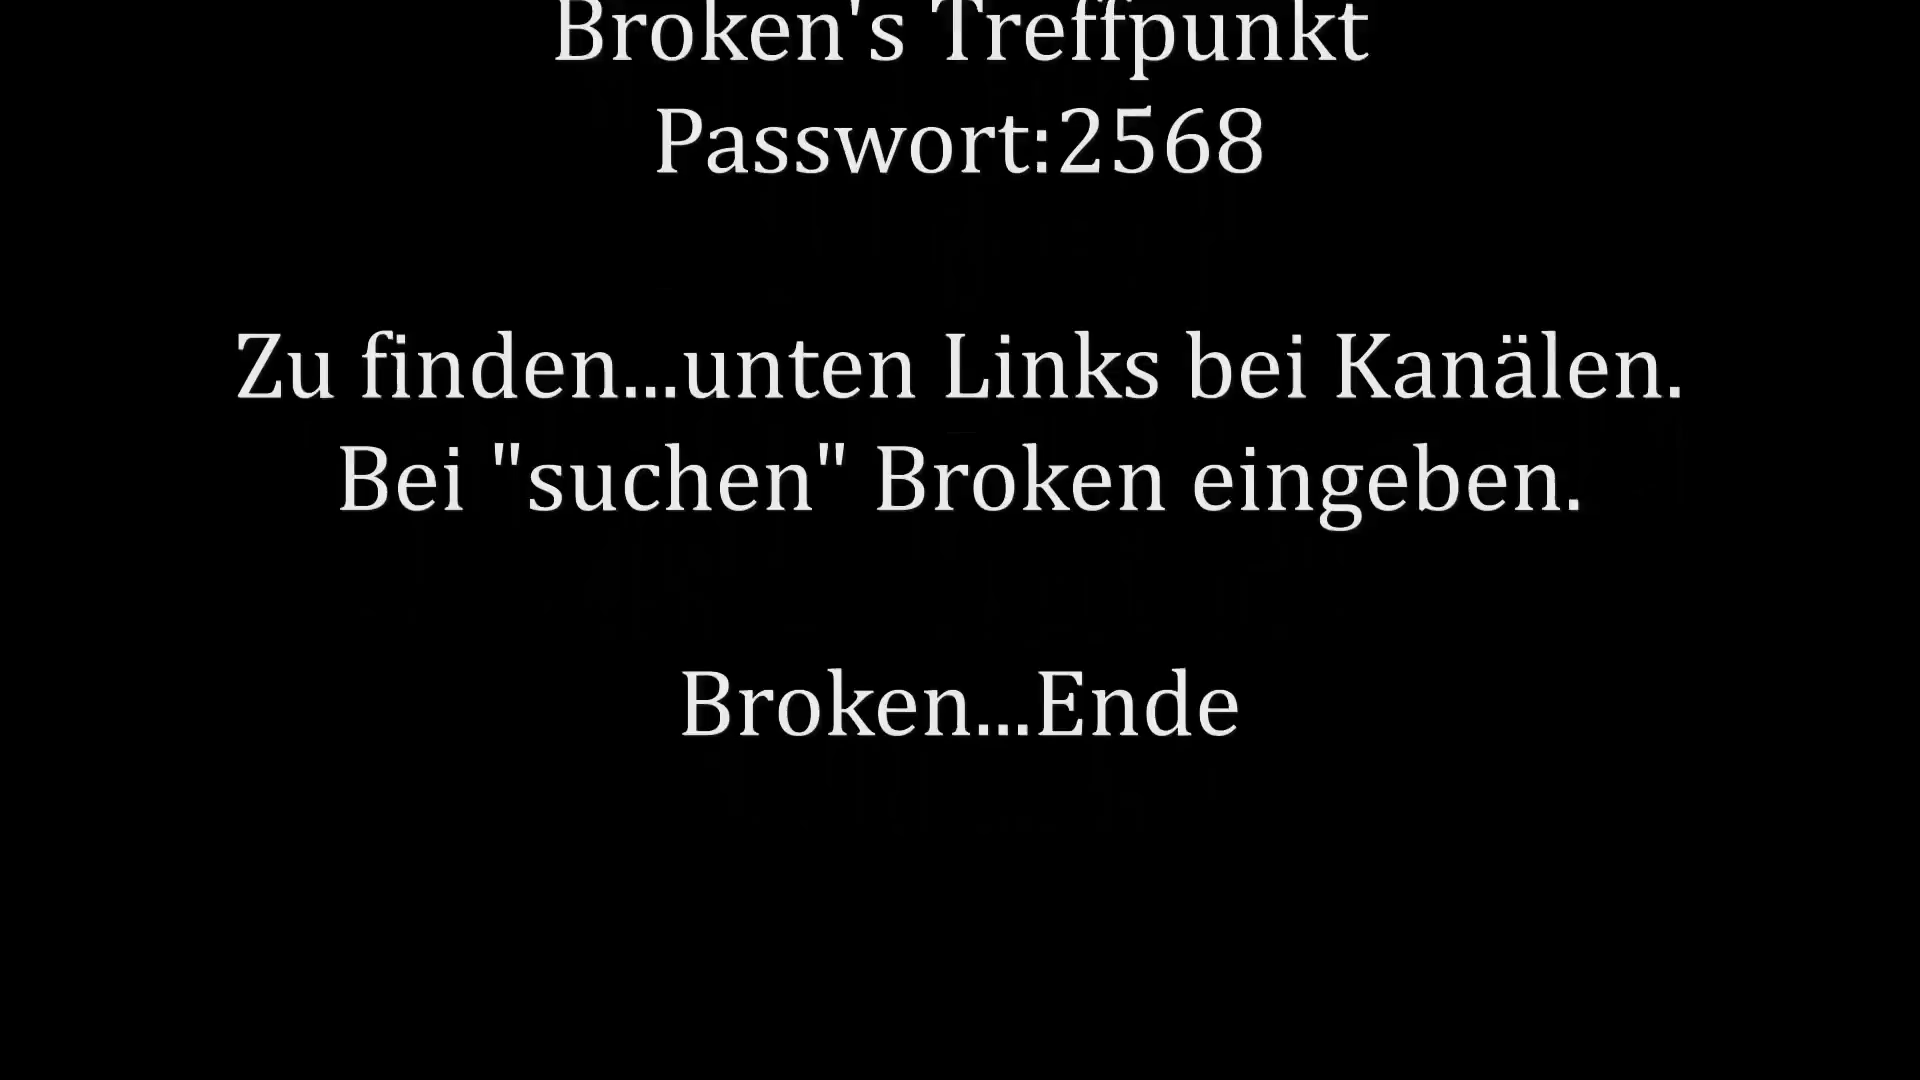 Broken's Treffpunkt
Passwort:2568
Zu finden...unten Links bei Kanälen.
Bei "suchen" Broken eingeben.
Broken...Ende